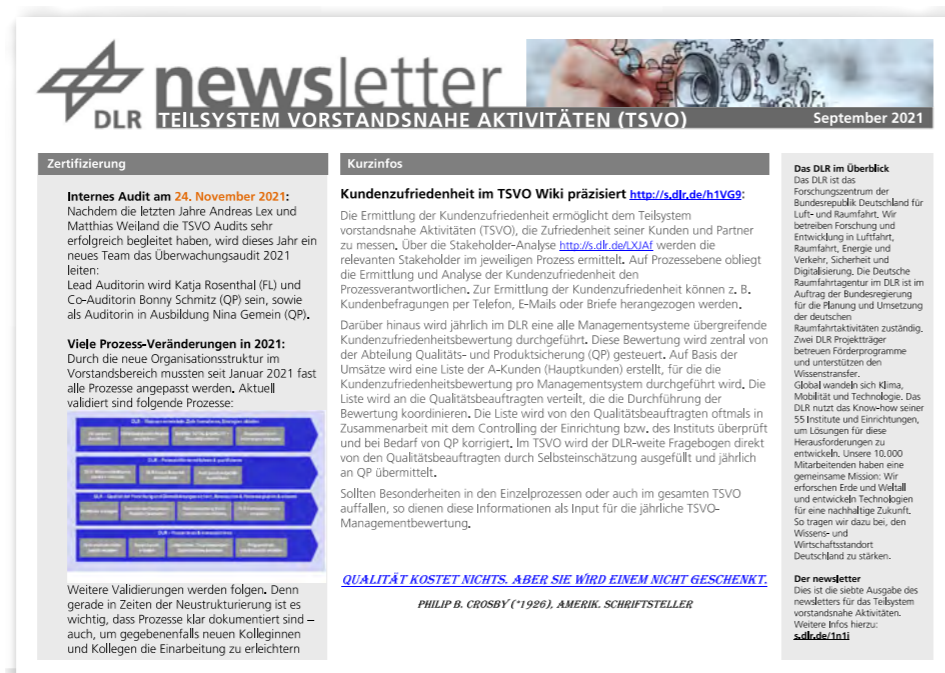 DLR
newsletter
TEILSYSTEM VORSTANDSNAHE AKTIVITÄTEN (TSVO)
September 2021
Zertifizierung
Internes Audit am 24. November 2021:
Nachdem die letzten Jahre Andreas Lex und
Matthias Weiland die TSVO Audits sehr
erfolgreich begleitet haben, wird dieses Jahr ein
neues Team das Überwachungsaudit 2021
leiten:
Lead Auditorin wird Katja Rosenthal (FL) und
Co-Auditorin Bonny Schmitz (QP) sein, sowie
als Auditorin in Ausbildung Nina Gemein (QP).
Viele Prozess-Veränderungen in 2021:
Durch die neue Organisationsstruktur im
Vorstandsbereich mussten seit Januar 2021 fast
alle Prozesse angepasst werden. Aktuell
validiert sind folgende Prozesse:
Weitere Validierungen werden folgen. Denn
gerade in Zeiten der Neustrukturierung ist es
wichtig, dass Prozesse klar dokumentiert sind –
auch, um gegebenenfalls neuen Kolleginnen
und Kollegen die Einarbeitung zu erleichtern
Kurzinfos
Kundenzufriedenheit im TSVO Wiki präzisiert http://s.dlr.de/h1VG9:
Die Ermittlung der Kundenzufriedenheit ermöglicht dem Teilsystem
vorstandsnahe Aktivitäten (TSVO), die Zufriedenheit seiner Kunden und Partner
zu messen. Über die Stakeholder-Analyse http://s.dlr.de/LXJAf werden die
relevanten Stakeholder im jeweiligen Prozess ermittelt. Auf Prozessebene obliegt
die Ermittlung und Analyse der Kundenzufriedenheit den
Prozessverantwortlichen. Zur Ermittlung der Kundenzufriedenheit können z. B.
Kundenbefragungen per Telefon, E-Mails oder Briefe herangezogen werden.
Darüber hinaus wird jährlich im DLR eine alle Managementsysteme übergreifende
Kundenzufriedenheitsbewertung durchgeführt. Diese Bewertung wird zentral von
der Abteilung Qualitäts- und Produktsicherung (QP) gesteuert. Auf Basis der
Umsätze wird eine Liste der A-Kunden (Hauptkunden) erstellt, für die die
Kundenzufriedenheitsbewertung pro Management system durchgeführt wird. Die
Liste wird an die Qualitätsbeauftragten verteilt, die die Durchführung der
Bewertung koordinieren. Die Liste wird von den Qualitätsbeauftragten oftmals in
Zusammenarbeit mit dem Controlling der Einrichtung bzw. des Instituts überprüft
und bei Bedarf von QP korrigiert. Im TSVO wird der DLR-weite Fragebogen direkt
von den Qualitätsbeauftragten durch Selbsteinschätzung ausgefüllt und jährlich
an QP übermittelt.
Sollten Besonderheiten in den Einzelprozessen oder auch im gesamten TSVO
auffallen, so dienen diese Informationen als Input für die jährliche TSVO-
Managementbewertung.
QUALITÄT KOSTET NICHTS. ABER SIE WIRD EINEM NICHT GESCHENKT.
PHILIP B. CROSBY (*1926), AMERIK. SCHRIFTSTELLER
Das DLR im Überblick
Das DLR ist das
Forschungszentrum der
Bundesrepublik Deutschland für
Luft- und Raumfahrt. Wir
betreiben Forschung und
Entwicklung in Luftfahrt,
Raumfahrt, Energie und
Verkehr, Sicherheit und
Digitalisierung. Die Deutsche
Raumfahrtagentur im DLR ist im
Auftrag der Bundesregierung
für die Planung und Umsetzung
der deutschen
Raumfahrtaktivitäten zuständig.
Zwei DLR Projektträger
betreuen Förderprogramme
und unterstützen den
Wissenstransfer.
Global wandeln sich Klima,
Mobilität und Technologie. Das
DLR nutzt das Know-how seiner
55 Institute und Einrichtungen,
um Lösungen für diese
Herausforderungen zu
entwickeln. Unsere 10.000
Mitarbeitenden haben eine
gemeinsame Mission: Wir
erforschen Erde und Weltall
und entwickeln Technologien
für eine nachhaltige Zukunft.
So tragen wir dazu bei, den
Wissens- und
Wirtschaftsstandort
Deutschland zu stärken.
Der newsletter
Dies ist die siebte Ausgabe des
newsletters für das Teilsystem
vorstandsnahe Aktivitäten.
Weitere Infos hierzu:
s.dlr.de/1n1i